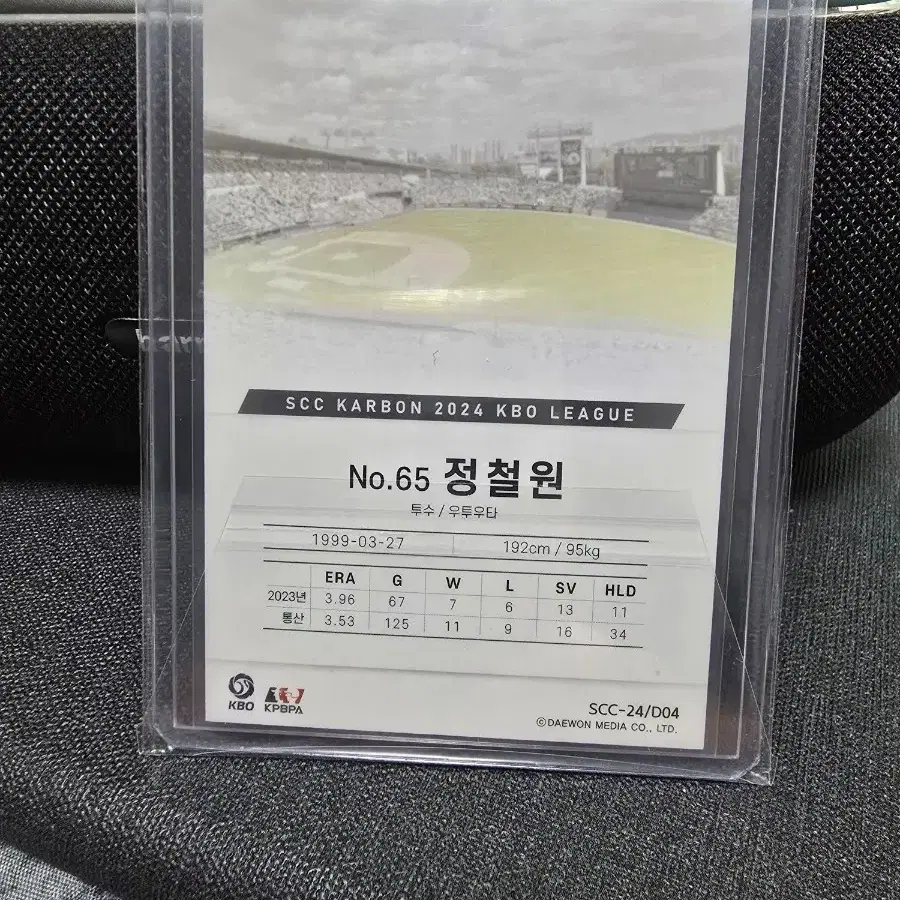 SCC KARBON 2024 KBO LEAGUE
No.65 정철원
투수 / 우투우타
1999-03-27 192cm / 95kg
ERA G W L SV HLD
2023년 3.96 67 7 6 13 11
통산 3.53 125 11 9 16 34
KBO KPBPA
SCC-24/D04
©DAEWON MEDIA CO., LTD.